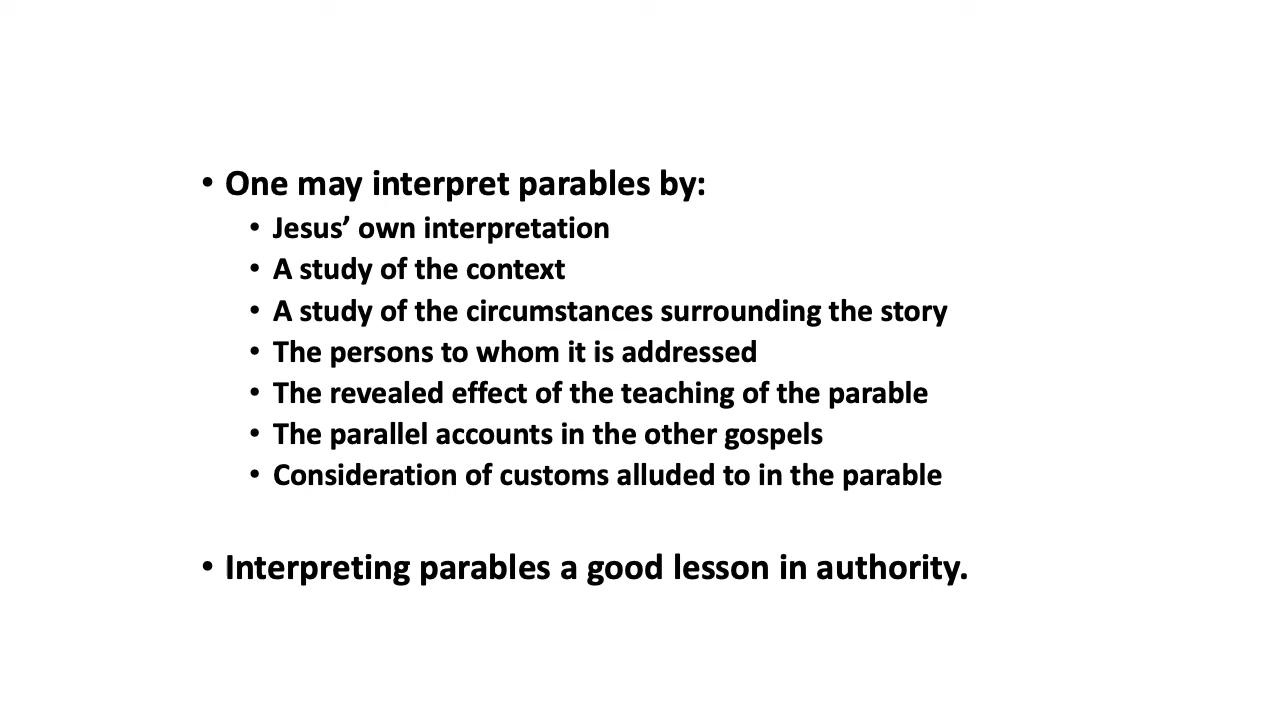 • One may interpret parables by:
• Jesus’ own interpretation
• A study of the context
• A study of the circumstances surrounding the story
• The persons to whom it is addressed
• The revealed effect of the teaching of the parable
• The parallel accounts in the other gospels
• Consideration of customs alluded to in the parable
• Interpreting parables a good lesson in authority.